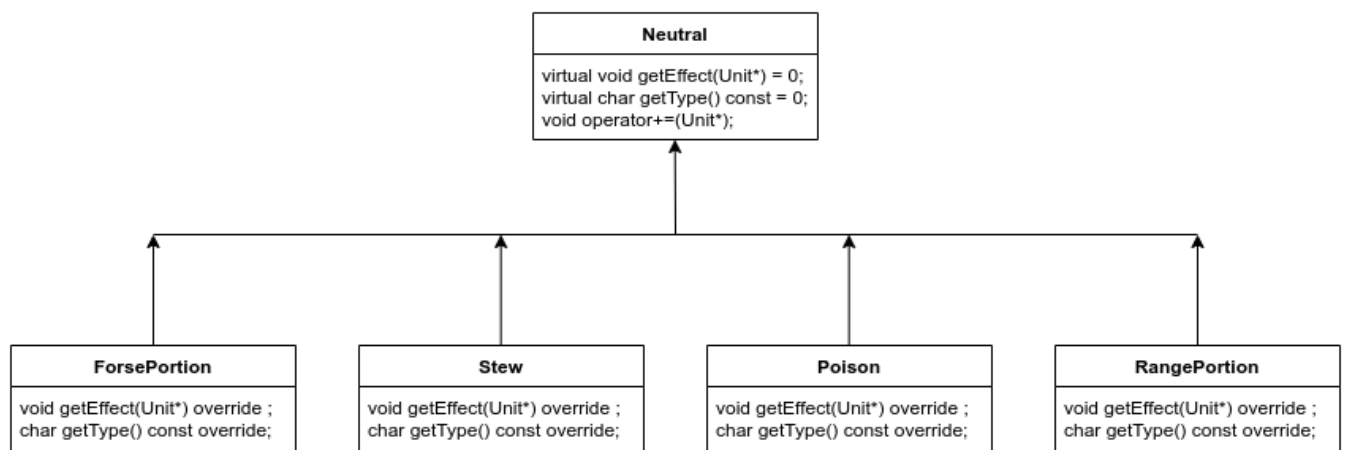 Neutral
virtual void getEffect(Unit*) = 0;
virtual char getType() const = 0;
void operator+=(Unit*);
ForsePortion
void getEffect(Unit*) override ;
char getType() const override;
Stew
void getEffect(Unit*) override ;
char getType() const override;
Poison
void getEffect(Unit*) override ;
char getType() const override;
RangePortion
void getEffect(Unit*) override ;
char getType() const override;